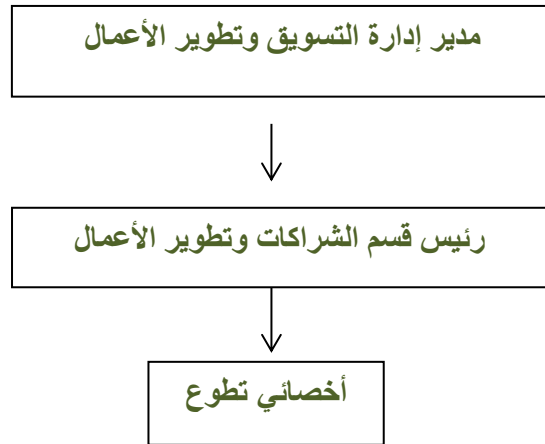 مدير إدارة التسويق وتطوير الأعمال
رئيس قسم الشراكات وتطوير الأعمال
أخصائي تطوع